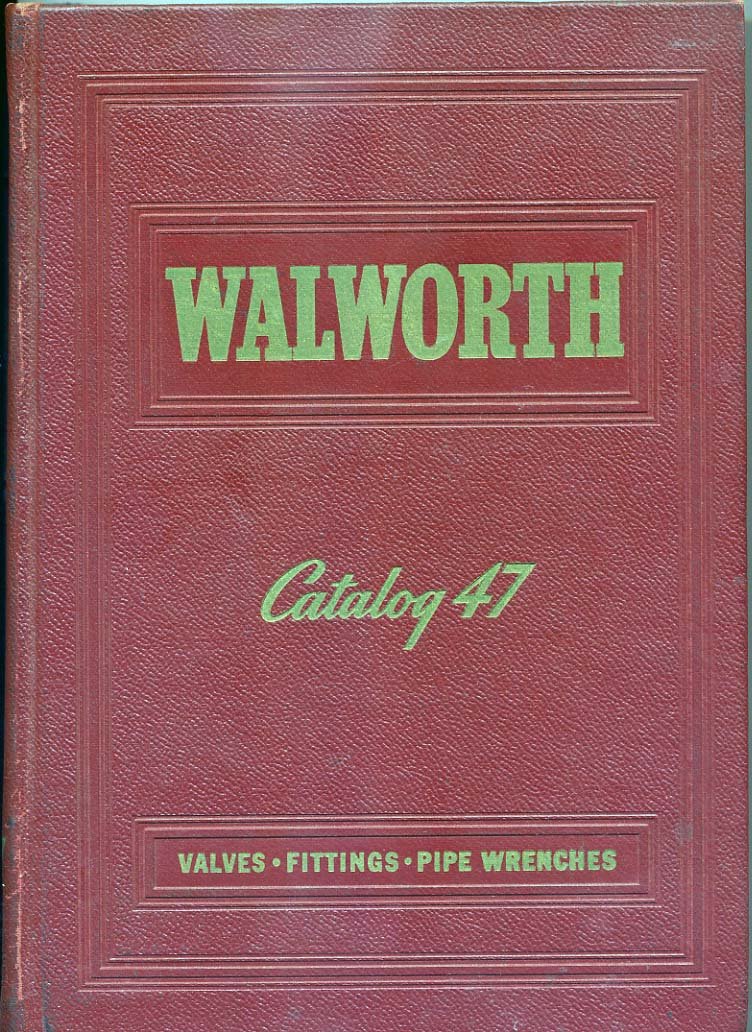 WALWORTH
Catalog 47
VALVES • FITTINGS • PIPE WRENCHES